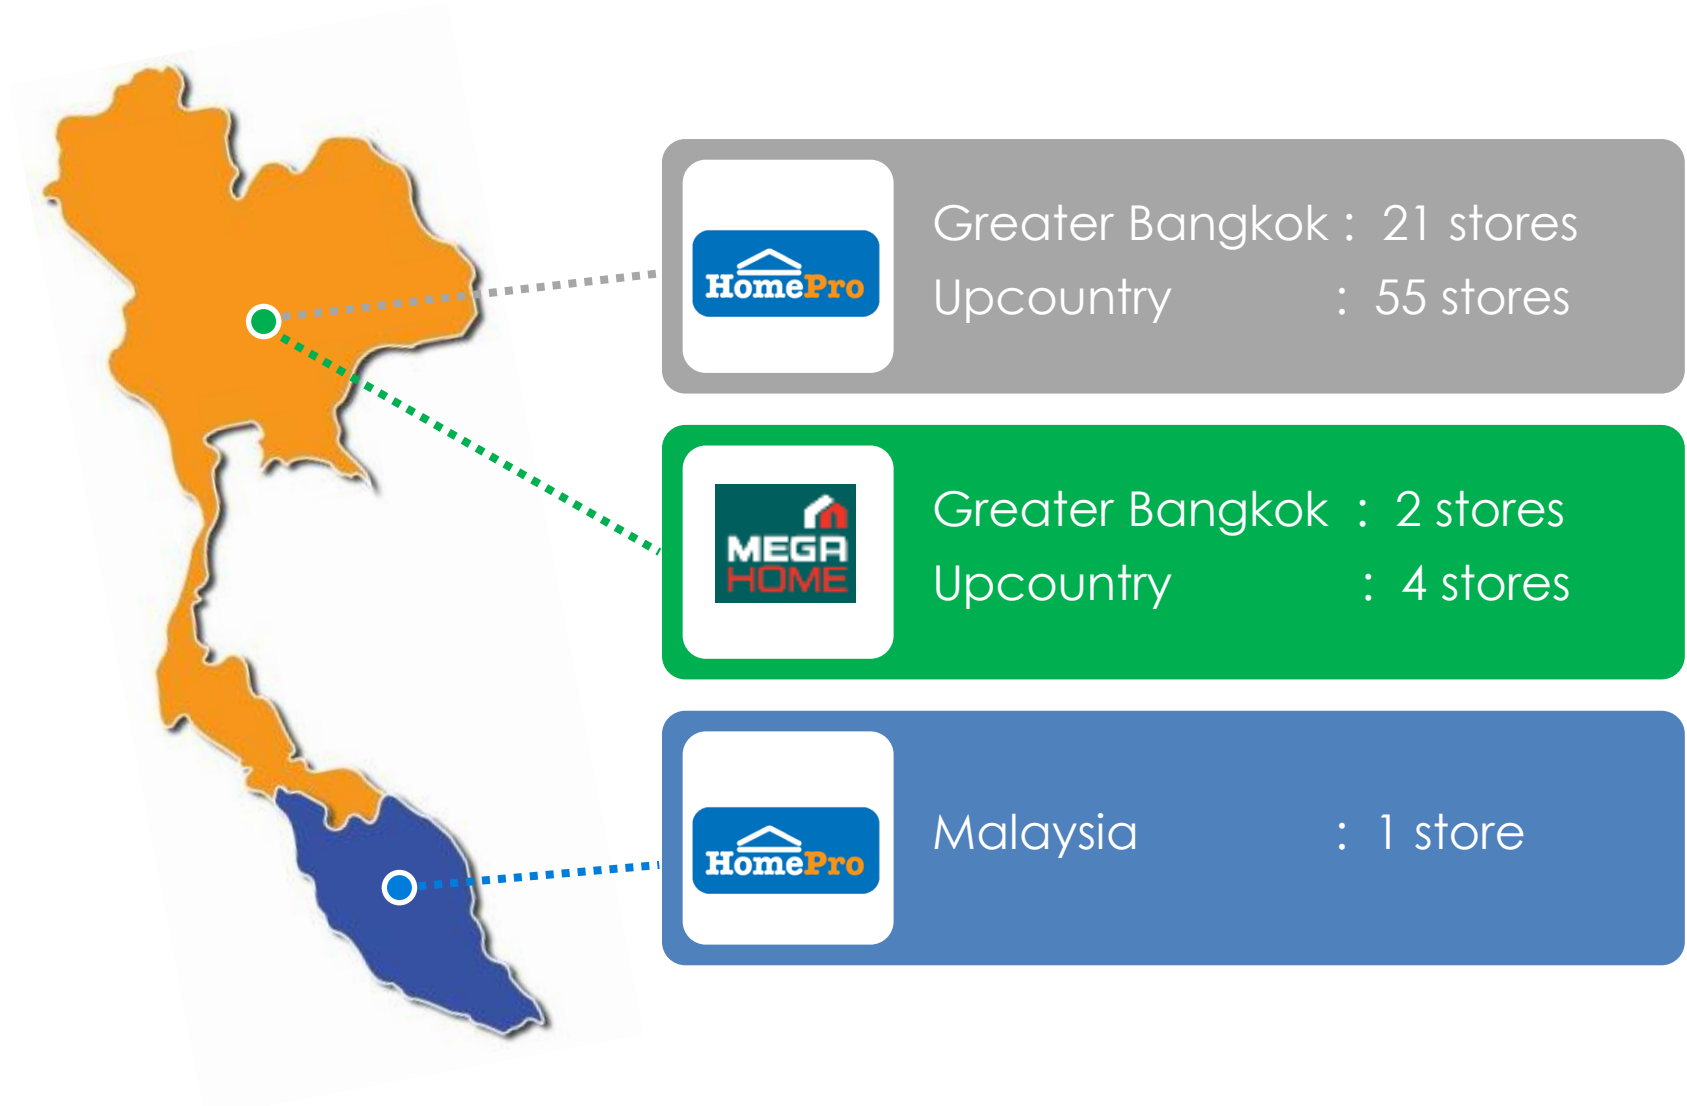 HomePro
Greater Bangkok : 21 stores
Upcountry : 55 stores
MEGA
HOME
Greater Bangkok : 2 stores
Upcountry : 4 stores
HomePro
Malaysia : 1 store